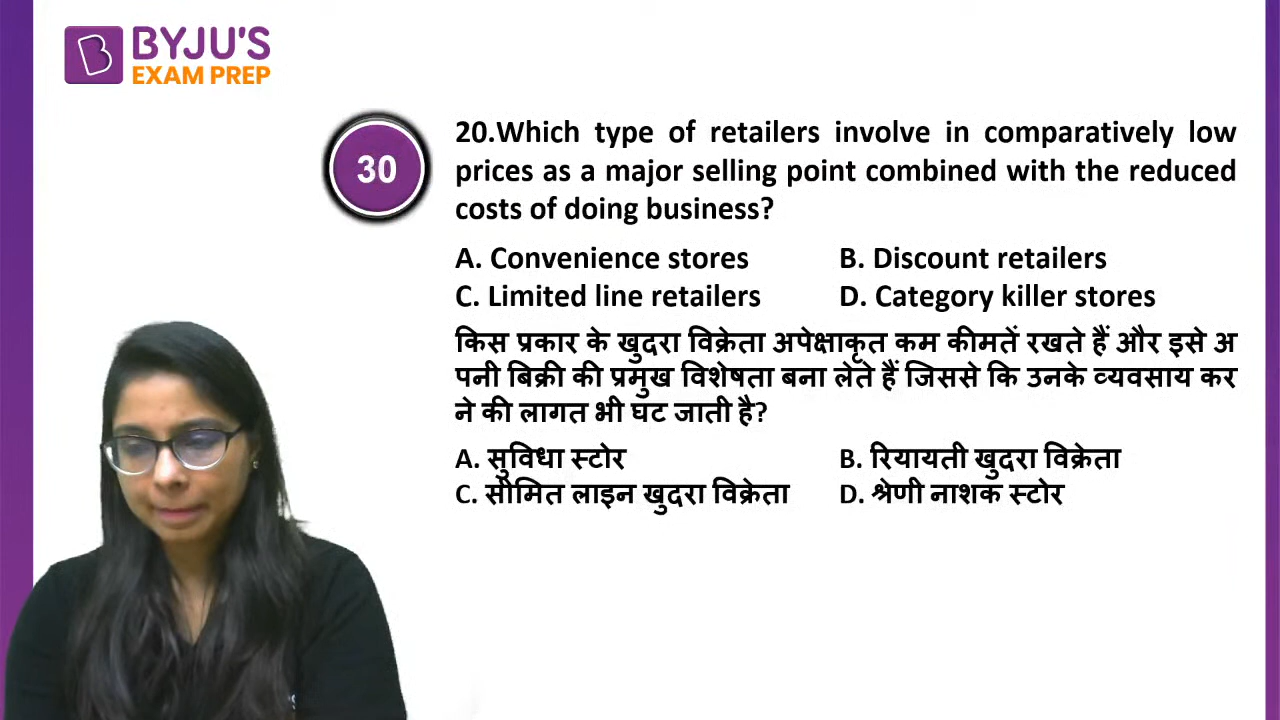 BYJU'S
EXAM PREP
30
20.Which type of retailers involve in comparatively low
prices as a major selling point combined with the reduced
costs of doing business?
A. Convenience stores B. Discount retailers
C. Limited line retailers D. Category killer stores
किस प्रकार के खुदरा विक्रेता अपेक्षाकृत कम कीमतें रखते हैं और इसे अ
पनी बिक्री की प्रमुख विशेषता बना लेते हैं जिससे कि उनके व्यवसाय कर
ने की लागत भी घट जाती है?
A. सुविधा स्टोर B. रियायती खुदरा विक्रेता
C. सीमित लाइन खुदरा विक्रेता D. श्रेणी नाशक स्टोर